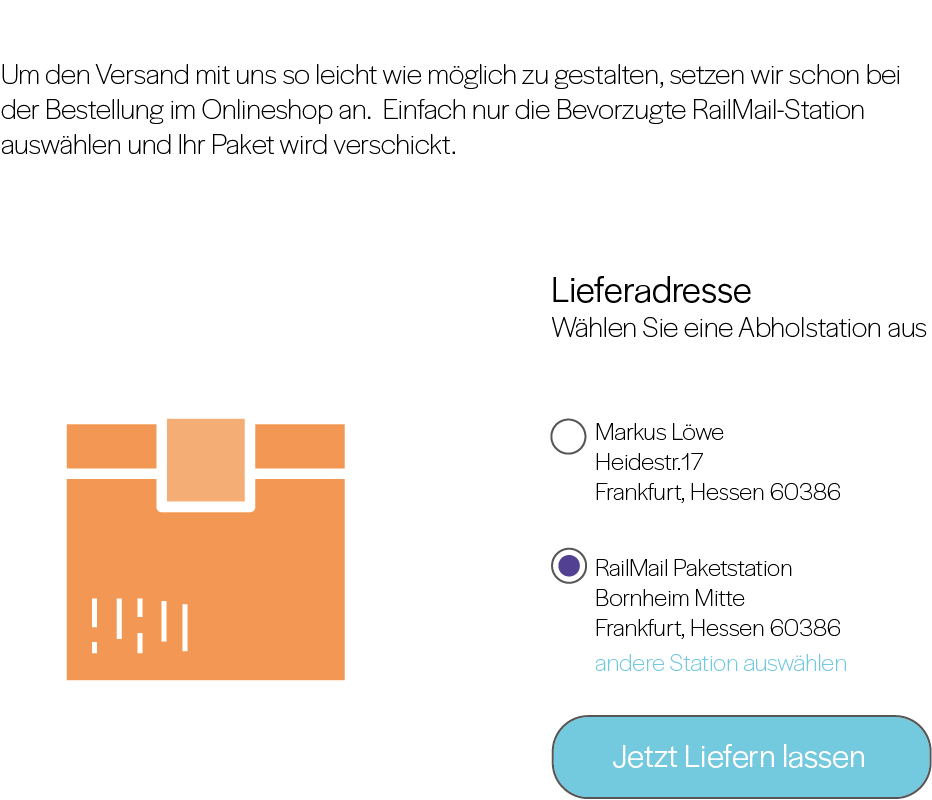 Um den Versand mit uns so leicht wie möglich zu gestalten, setzen wir schon bei
der Bestellung im Onlineshop an.  Einfach nur die Bevorzugte RailMail-Station
auswählen und Ihr Paket wird verschickt.
Lieferadresse
Wählen Sie eine Abholstation aus
Markus Löwe
Heidestr.17
Frankfurt, Hessen 60386
RailMail Paketstation
Bornheim Mitte
Frankfurt, Hessen 60386
andere Station auswählen
Jetzt Liefern lassen